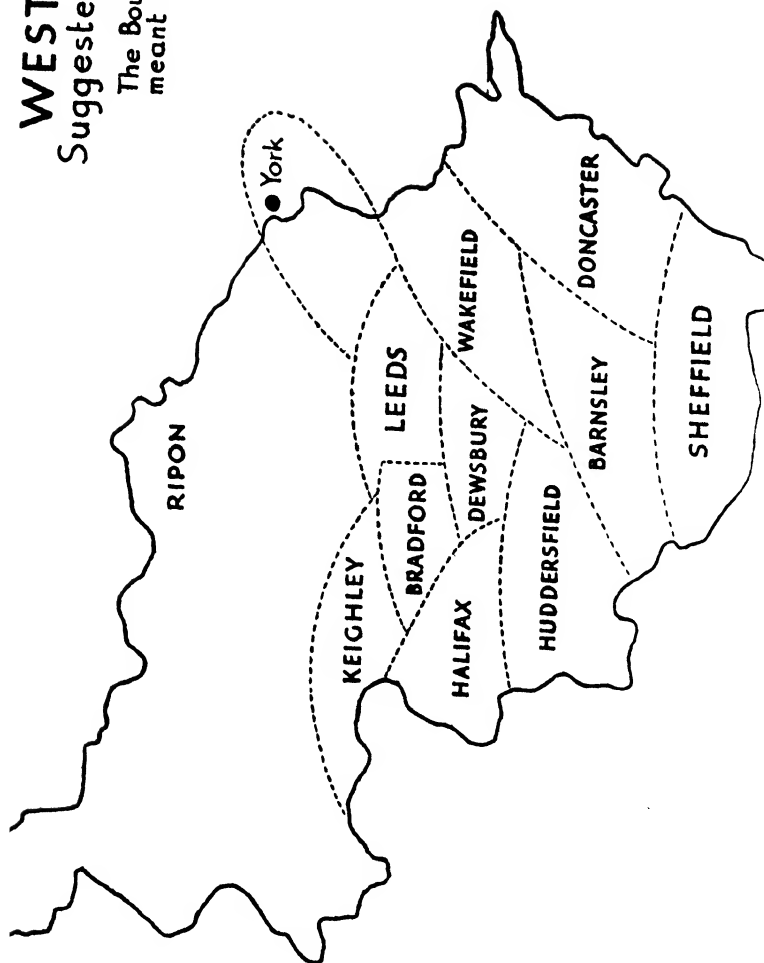 WEST
Suggeste
The Bou
meant
York
RIPON
LEEDS
WAKEFIELD
DONCASTER
KEIGHLEY
BRADFORD
DEWSBURY
BARNSLEY
SHEFFIELD
HALIFAX
HUDDERSFIELD